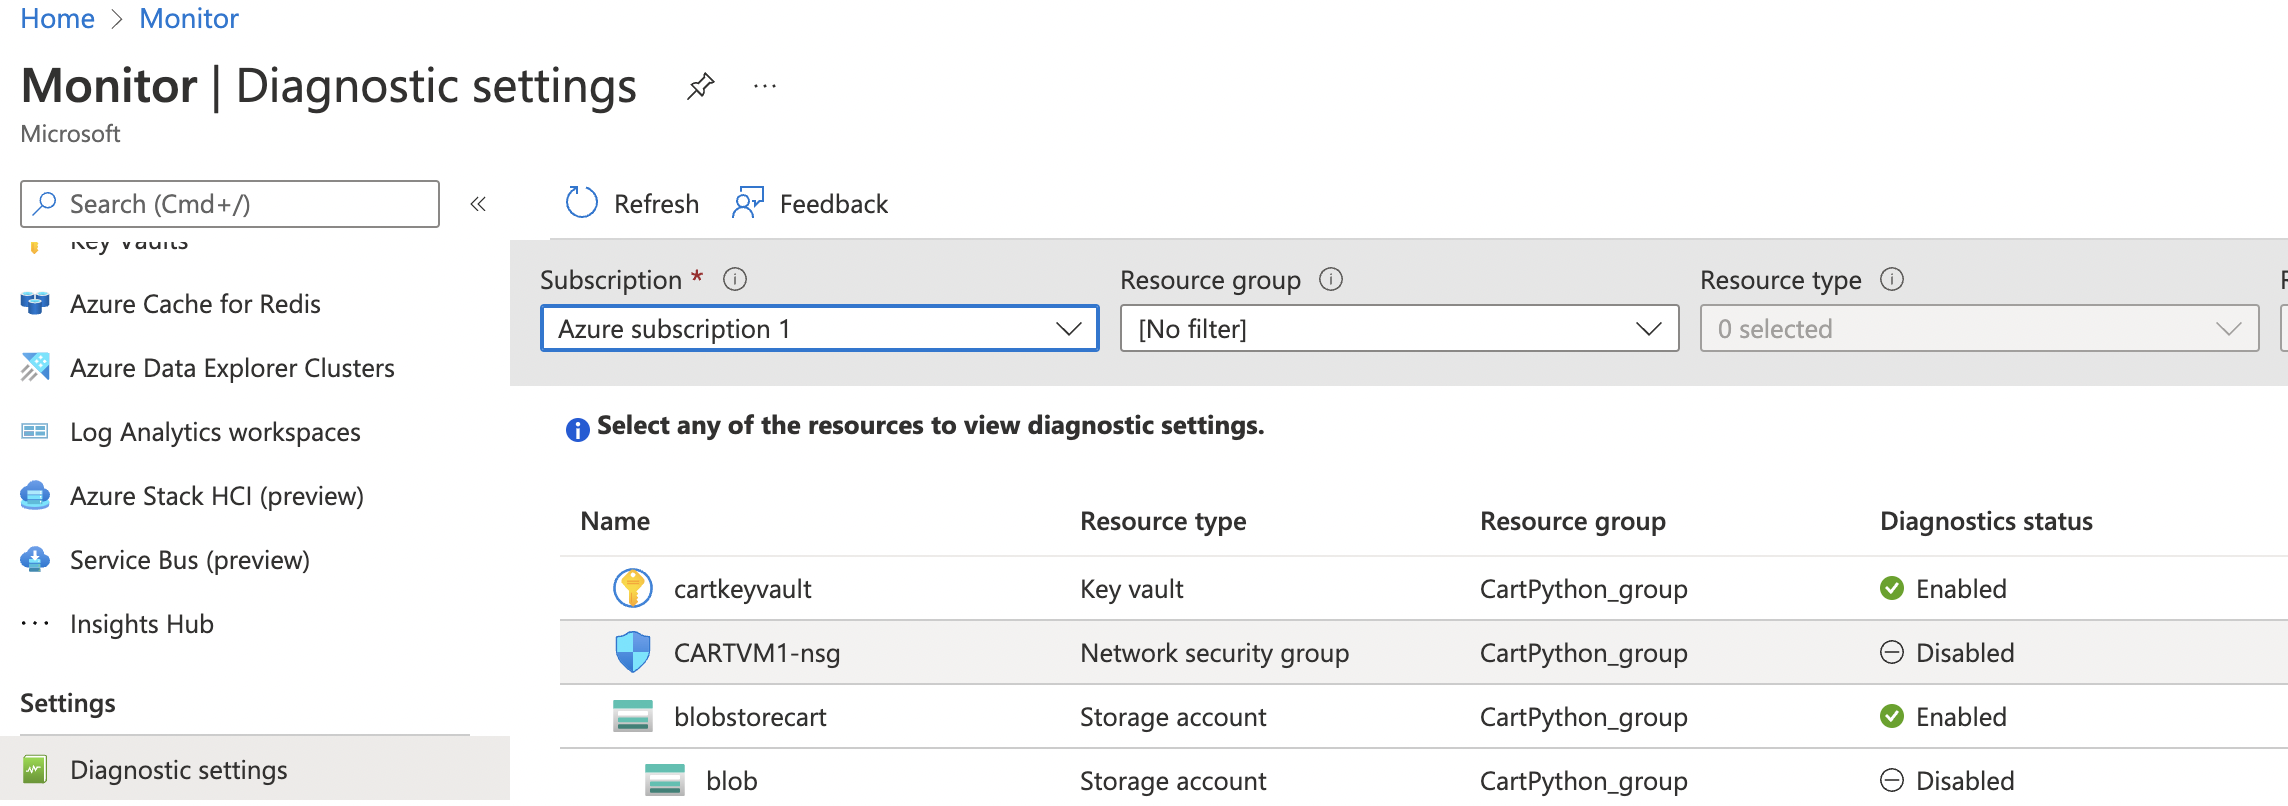 Home > Monitor
Monitor | Diagnostic settings ...
Microsoft
Search (Cmd+/)
«
Key Vaults
Azure Cache for Redis
Azure Data Explorer Clusters
Log Analytics workspaces
Azure Stack HCI (preview)
Service Bus (preview)
... Insights Hub
Settings
Diagnostic settings
Refresh Feedback
Subscription * Resource group Resource type
Azure subscription 1 [No filter] 0 selected
Select any of the resources to view diagnostic settings.
Name Resource type Resource group Diagnostics status
cartkeyvault Key vault CartPython_group Enabled
CARTVM1-nsg Network security group CartPython_group Disabled
blobstorecart Storage account CartPython_group Enabled
blob Storage account CartPython_group Disabled